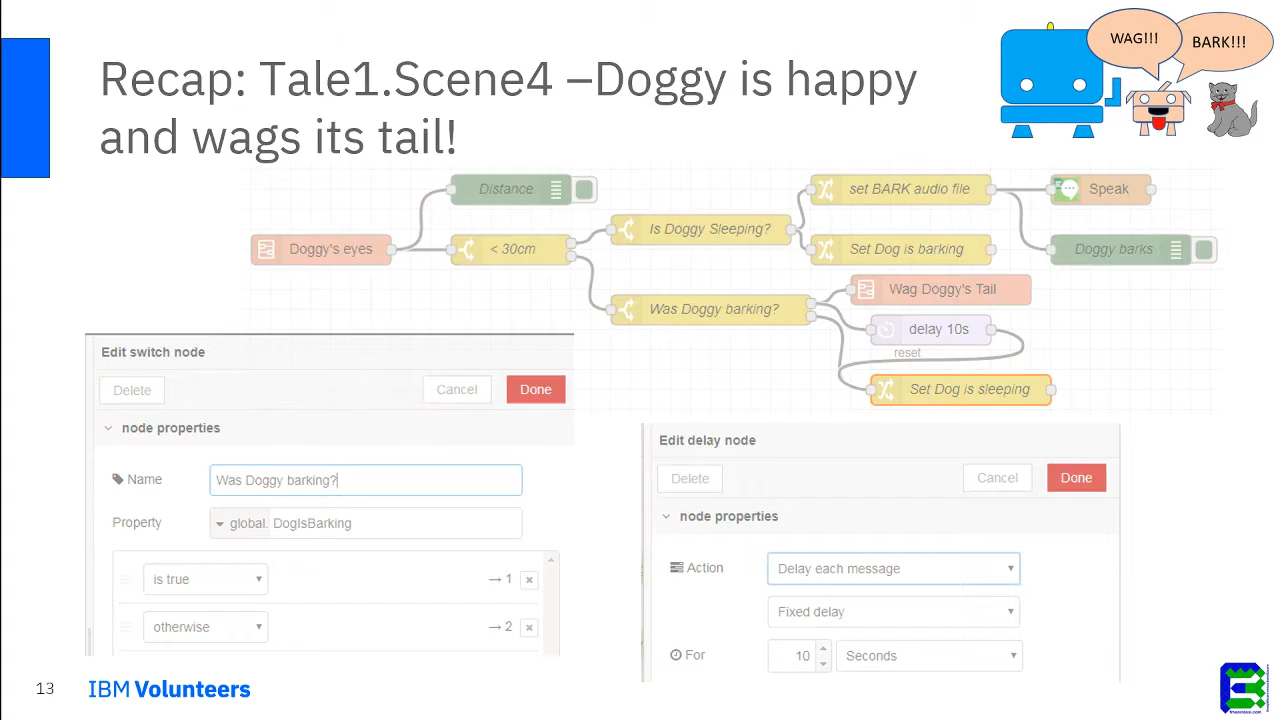 Recap: Tale1.Scene4 –Doggy is happy
and wags its tail!
WAG!!!
BARK!!!
Distance
set BARK audio file
Speak
Is Doggy Sleeping?
Doggy's eyes
< 30cm
Set Dog is barking
Doggy barks
Wag Doggy's Tail
Was Doggy barking?
delay 10s
reset
Set Dog is sleeping
Edit switch node
Delete
Cancel
Done
node properties
Name
Was Doggy barking?
Property
global. DogIsBarking
is true
→ 1
otherwise
→ 2
Edit delay node
Delete
Cancel
Done
node properties
Action
Delay each message
Fixed delay
For
10
Seconds
13
IBM Volunteers